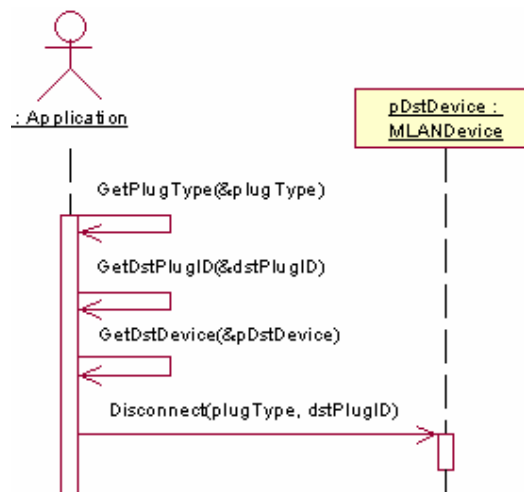 : Application
pDstDevice :
MLANDevice
GetPlugType(&plugType)
GetDstPlugID(&dstPlugID)
GetDstDevice(&pDstDevice)
Disconnect(plugType, dstPlugID)